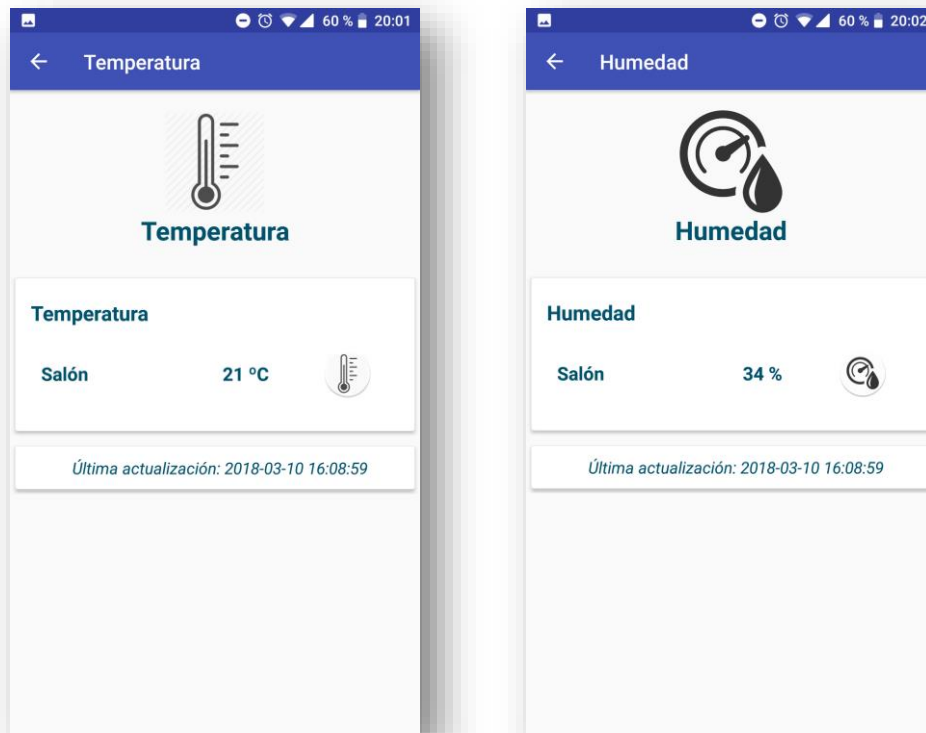 60 % 20:01
Temperatura
Temperatura
Temperatura
Salón 21 ºC
Última actualización: 2018-03-10 16:08:59
60 % 20:02
Humedad
Humedad
Humedad
Salón 34 %
Última actualización: 2018-03-10 16:08:59